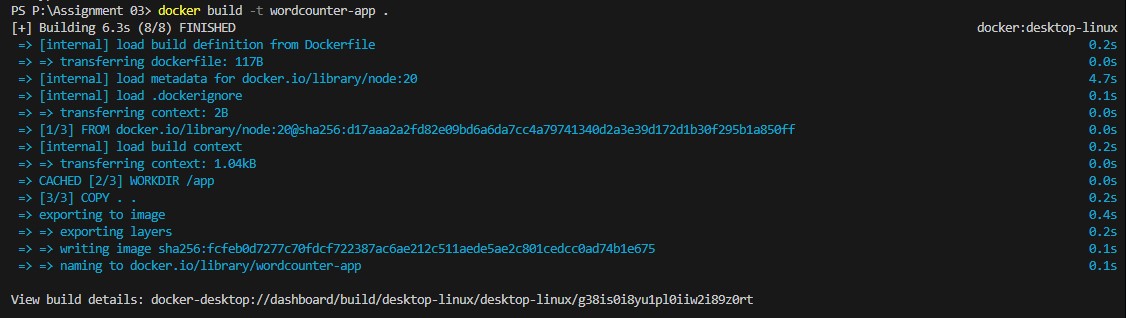 PS P:\Assignment 03> docker build -t wordcounter-app .
[+] Building 6.3s (8/8) FINISHED docker:desktop-linux
=> [internal] load build definition from Dockerfile 0.2s
=> => transferring dockerfile: 117B 0.0s
=> [internal] load metadata for docker.io/library/node:20 4.7s
=> [internal] load .dockerignore 0.1s
=> => transferring context: 2B 0.0s
=> [1/3] FROM docker.io/library/node:20@sha256:d17aaa2a2fd82e09bd6a6da7cc4a79741340d2a3e39d172d1b30f295b1a850ff 0.0s
=> [internal] load build context 0.2s
=> => transferring context: 1.04kB 0.0s
=> CACHED [2/3] WORKDIR /app 0.0s
=> [3/3] COPY . . 0.2s
=> exporting to image 0.4s
=> => exporting layers 0.2s
=> => writing image sha256:fcfeb0d7277c70fdcf722387ac6ae212c511aede5ae2c801cedcc0ad74b1e675 0.1s
=> => naming to docker.io/library/wordcounter-app 0.1s
View build details: docker-desktop://dashboard/build/desktop-linux/desktop-linux/g38is0i8yu1pl0iiw2i89z0rt